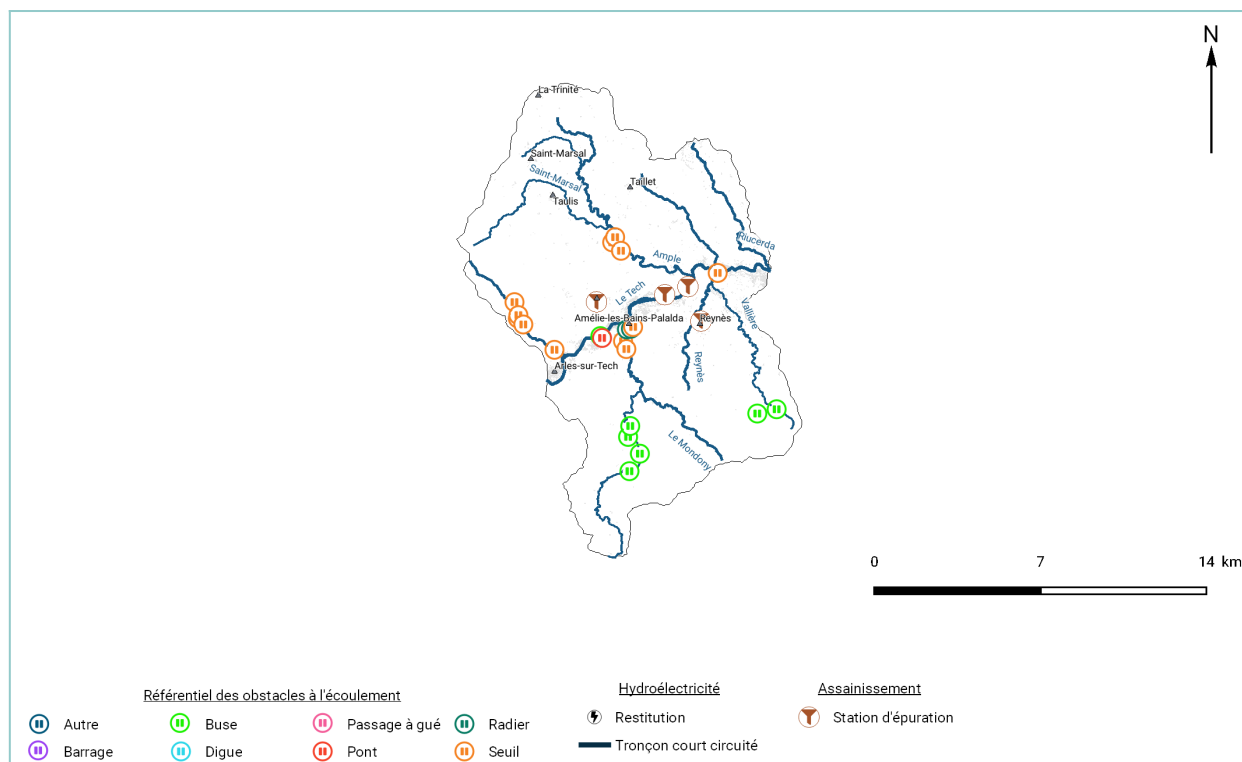 N
La Trinité
Saint-Marsal
Saint-Marsal
Taillet
Taulis
Riucerda
Ample
Le Tech
Vallière
Amélie-les-Bains-Palalda
Reynès
Arles-sur-Tech
Reynès
Le Mondony
0 7 14 km
Référentiel des obstacles à l'écoulement
Hydroélectricité
Assainissement
Autre
Buse
Passage à gué
Radier
Restitution
Station d'épuration
Barrage
Digue
Pont
Seuil
Tronçon court circuité